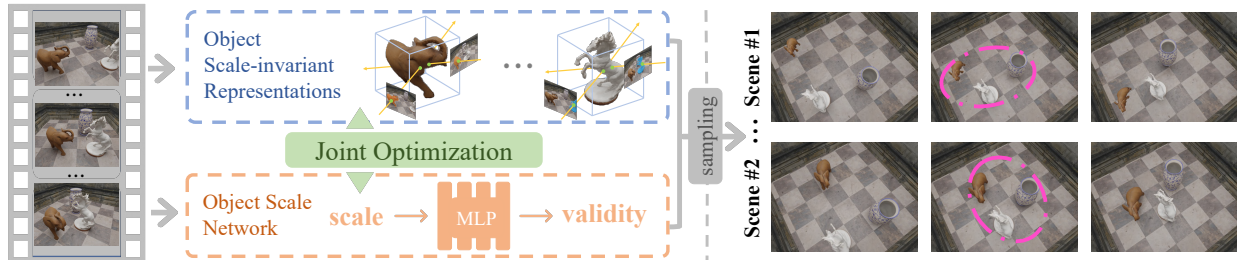 Object
Scale-invariant
Representations
...
Joint Optimization
Object Scale
Network
scale
MLP
validity
...
...
sampling
Scene #1
...
Scene #2